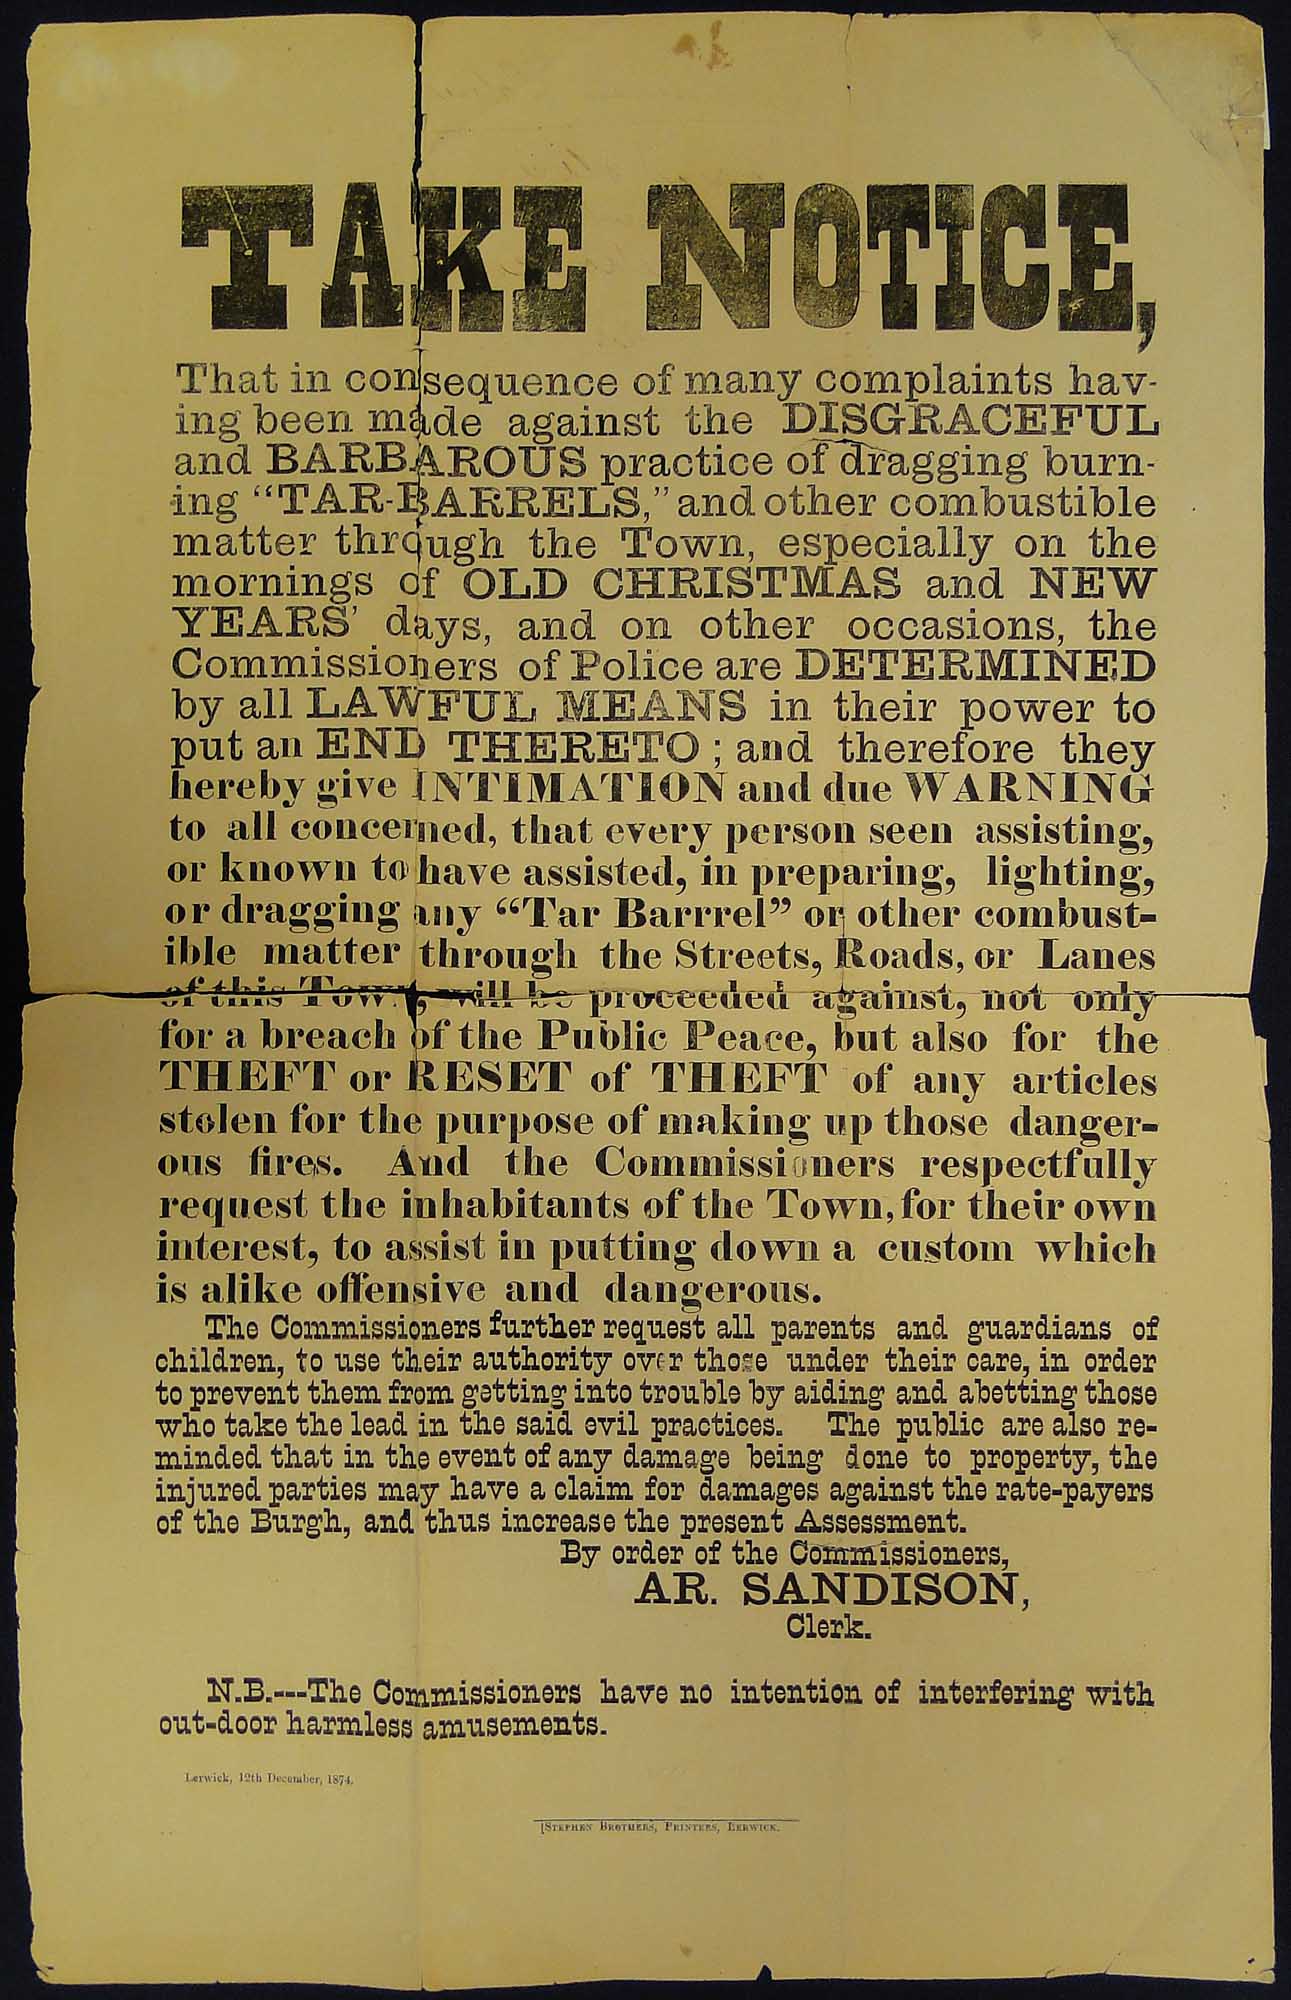 TAKE NOTICE,
That in consequence of many complaints hav-
ing been made against the DISGRACEFUL
and BARBAROUS practice of dragging burn-
ing “TAR-BARRELS,” and other combustible
matter through the Town, especially on the
mornings of OLD CHRISTMAS and NEW
YEARS’ days, and on other occasions, the
Commissioners of Police are DETERMINED
by all LAWFUL MEANS in their power to
put an END THERETO ; and therefore they
hereby give INTIMATION and due WARNING
to all concerned, that every person seen assisting,
or known to have assisted, in preparing, lighting,
or dragging any “Tar Barrrel” or other combust-
ible matter through the Streets, Roads, or Lanes
of this Town, will be proceeded against, not only
for a breach of the Public Peace, but also for the
THEFT or RESET of THEFT of any articles
stolen for the purpose of making up those danger-
ous fires. And the Commissioners respectfully
request the inhabitants of the Town, for their own
interest, to assist in putting down a custom which
is alike offensive and dangerous.
The Commissioners further request all parents and guardians of
children, to use their authority over those under their care, in order
to prevent them from getting into trouble by aiding and abetting those
who take the lead in the said evil practices. The public are also re-
minded that in the event of any damage being done to property, the
injured parties may have a claim for damages against the rate-payers
of the Burgh, and thus increase the present Assessment.
By order of the Commissioners,
AR. SANDISON,
Clerk.
N.B.---The Commissioners have no intention of interfering with
out-door harmless amusements.
Lerwick, 12th December, 1874.
[STEPHEN BROTHERS, PRINTERS, LERWICK.